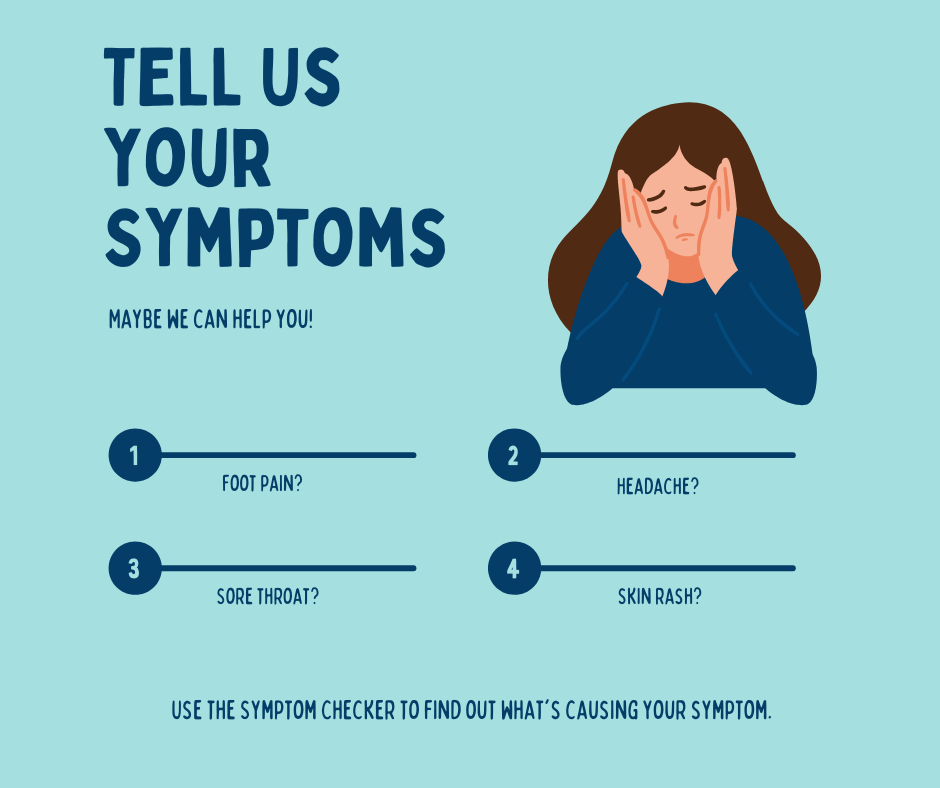 TELL US
YOUR
SYMPTOMS
MAYBE WE CAN HELP YOU!
1
FOOT PAIN?
2
HEADACHE?
3
SORE THROAT?
4
SKIN RASH?
USE THE SYMPTOM CHECKER TO FIND OUT WHAT'S CAUSING YOUR SYMPTOM.